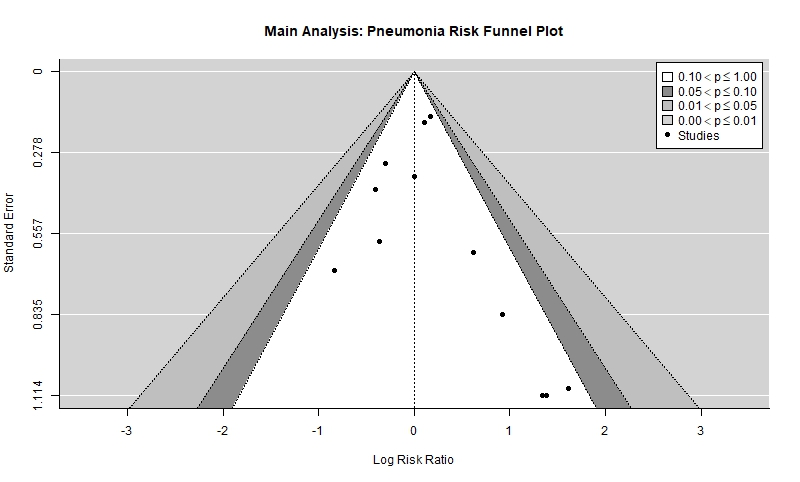 Main Analysis: Pneumonia Risk Funnel Plot
0.10 < p ≤ 1.00
0.05 < p ≤ 0.10
0.01 < p ≤ 0.05
0.00 < p ≤ 0.01
Studies
Standard Error
0
0.278
0.557
0.835
1.114
-3
-2
-1
0
1
2
3
Log Risk Ratio